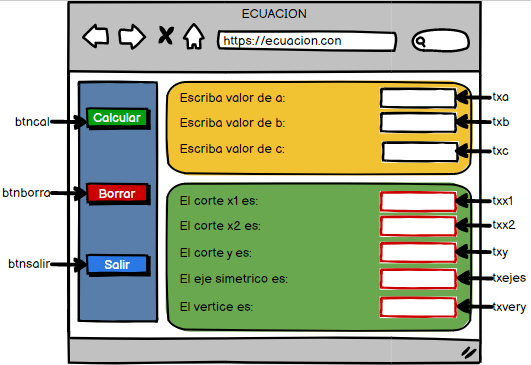 ECUACION
https://ecuacion.con
Escriba valor de a:
txa
btncal
Calcular
Escriba valor de b:
txb
Escriba valor de c:
txc
btnborra
Borrar
El corte x1 es:
txx1
El corte x2 es:
txx2
El corte y es:
txy
btnsalir
Salir
El eje simetrico es:
txejes
El vertice es:
txvery